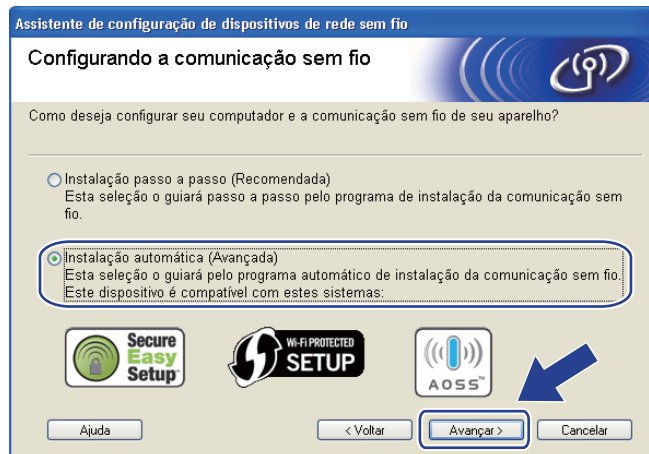 Assistente de configuração de dispositivos de rede sem fio
Configurando a comunicação sem fio
Como deseja configurar seu computador e a comunicação sem fio de seu aparelho?
Instalação passo a passo (Recomendada)
Esta seleção o guiará passo a passo pelo programa de instalação da comunicação sem
fio.
Instalação automática (Avançada)
Esta seleção o guiará pelo programa automático de instalação da comunicação sem fio.
Este dispositivo é compatível com estes sistemas:
Secure
Easy
Setup™
Wi-Fi PROTECTED
SETUP
AOSS™
Ajuda
< Voltar
Avançar >
Cancelar